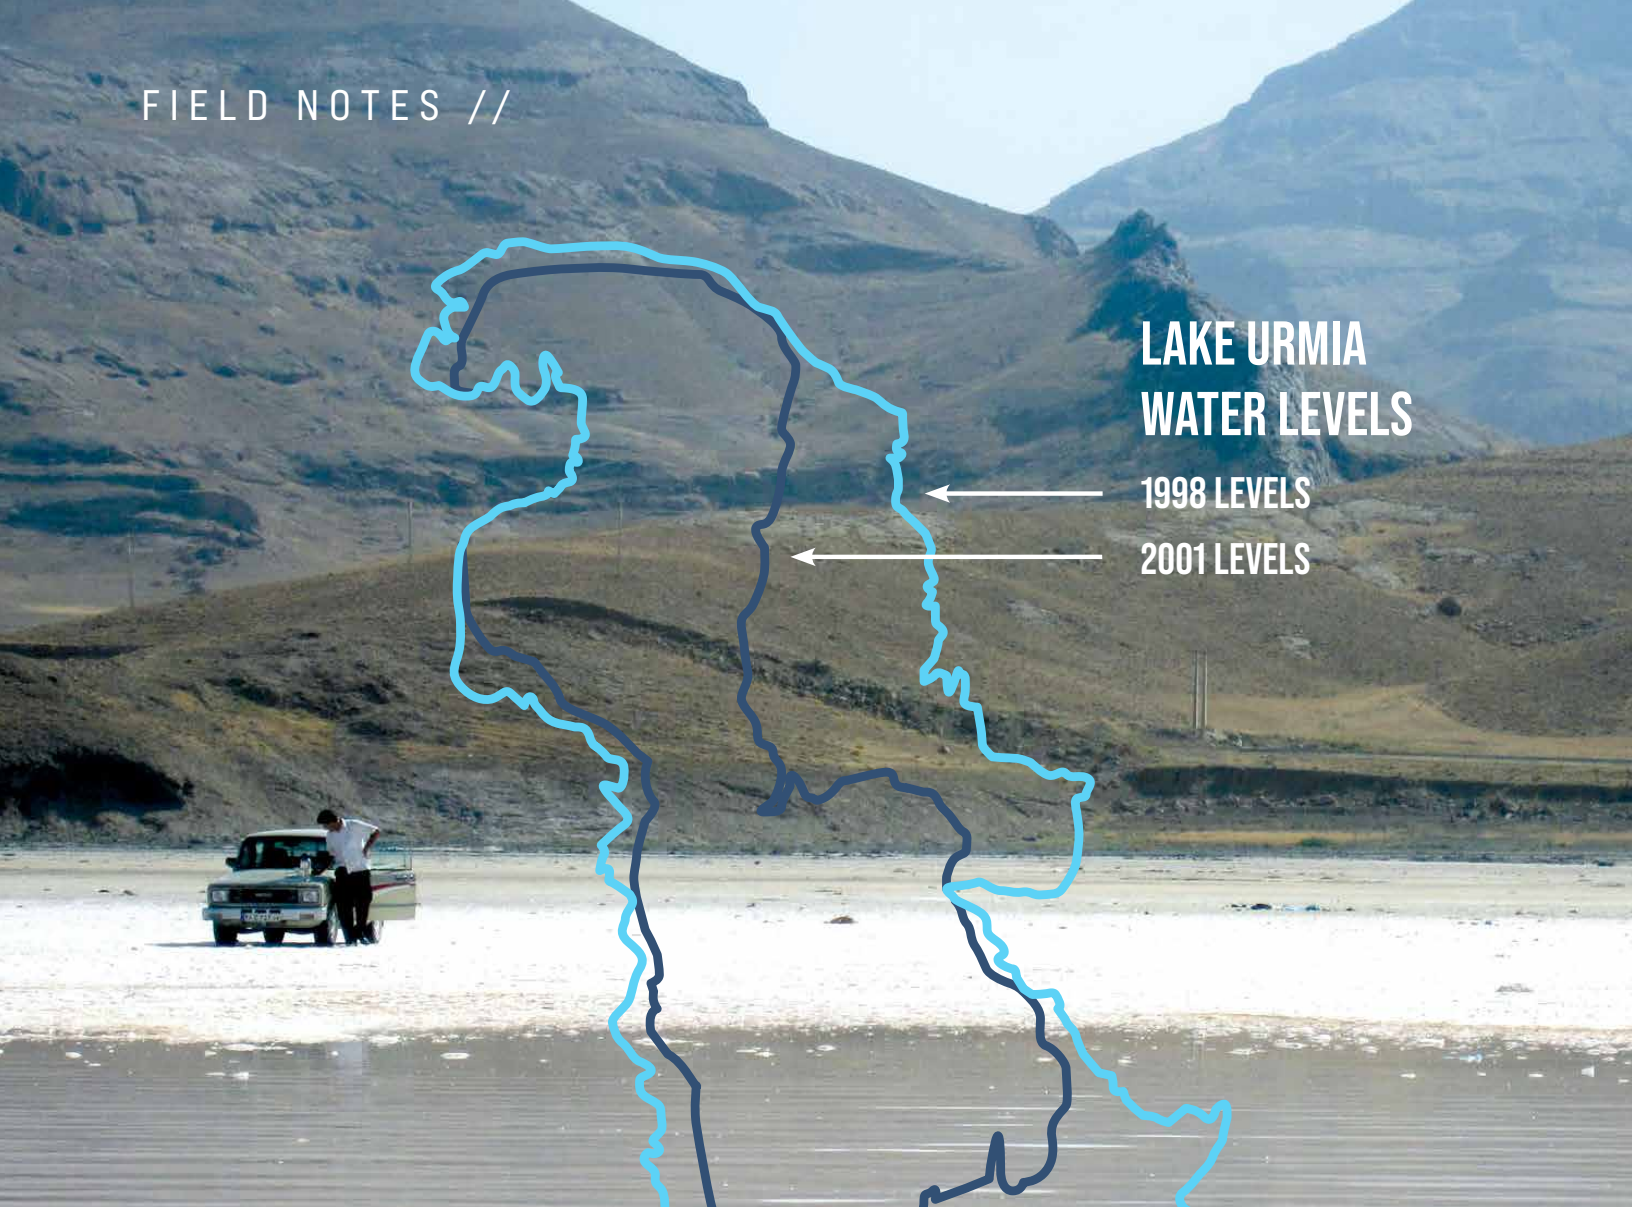 FIELD NOTES //
LAKE URMIA
WATER LEVELS
1998 LEVELS
2001 LEVELS